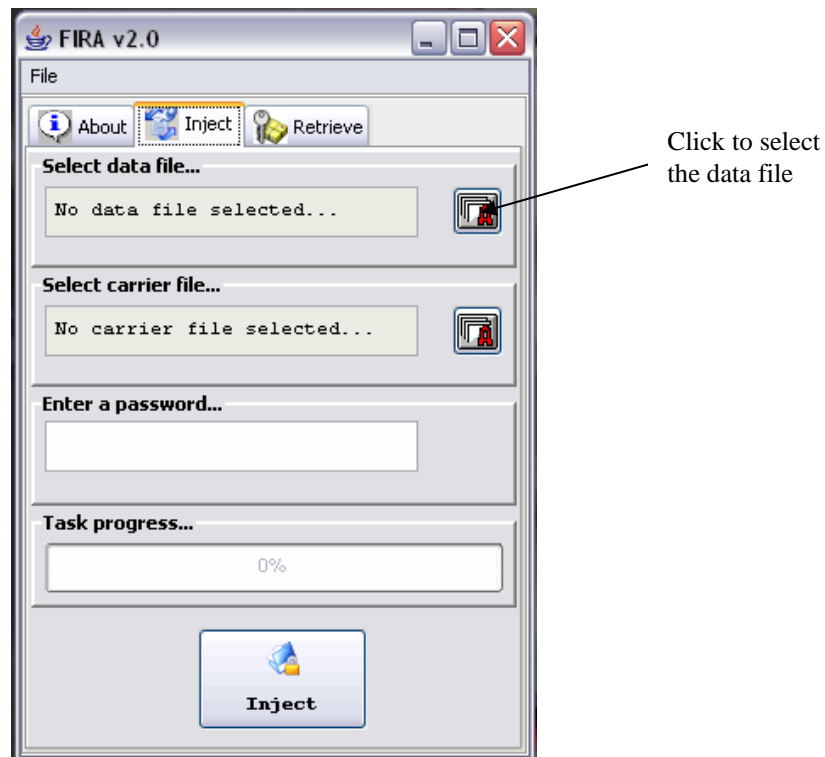 FIRA v2.0
File
About Inject Retrieve
Select data file...
No data file selected...
Select carrier file...
No carrier file selected...
Enter a password...
Task progress...
0%
Inject
Click to select
the data file